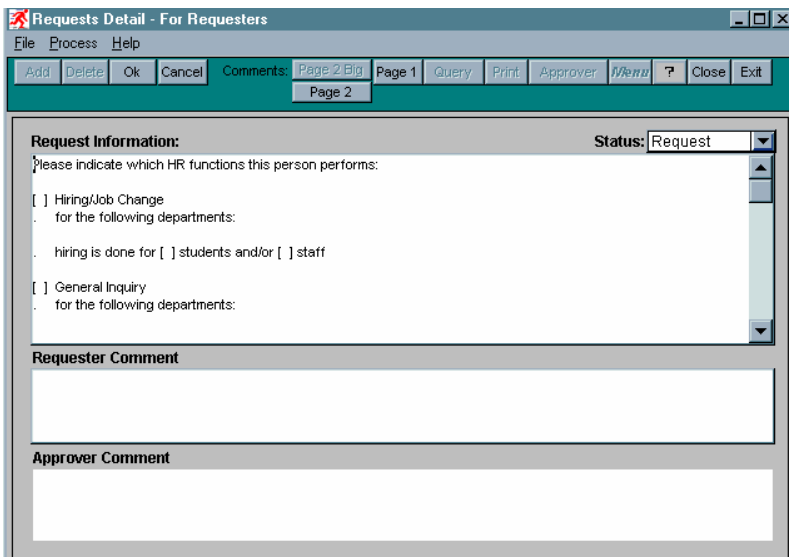 Requests Detail - For Requesters
File Process Help
Add Delete Ok Cancel Comments: Page 2 Big Page 1 Query Print Approver Menu ? Close Exit
Page 2
Request Information: Status: Request
Please indicate which HR functions this person performs:
[ ] Hiring/Job Change
. for the following departments:
. hiring is done for [ ] students and/or [ ] staff
[ ] General Inquiry
. for the following departments:
Requester Comment
Approver Comment